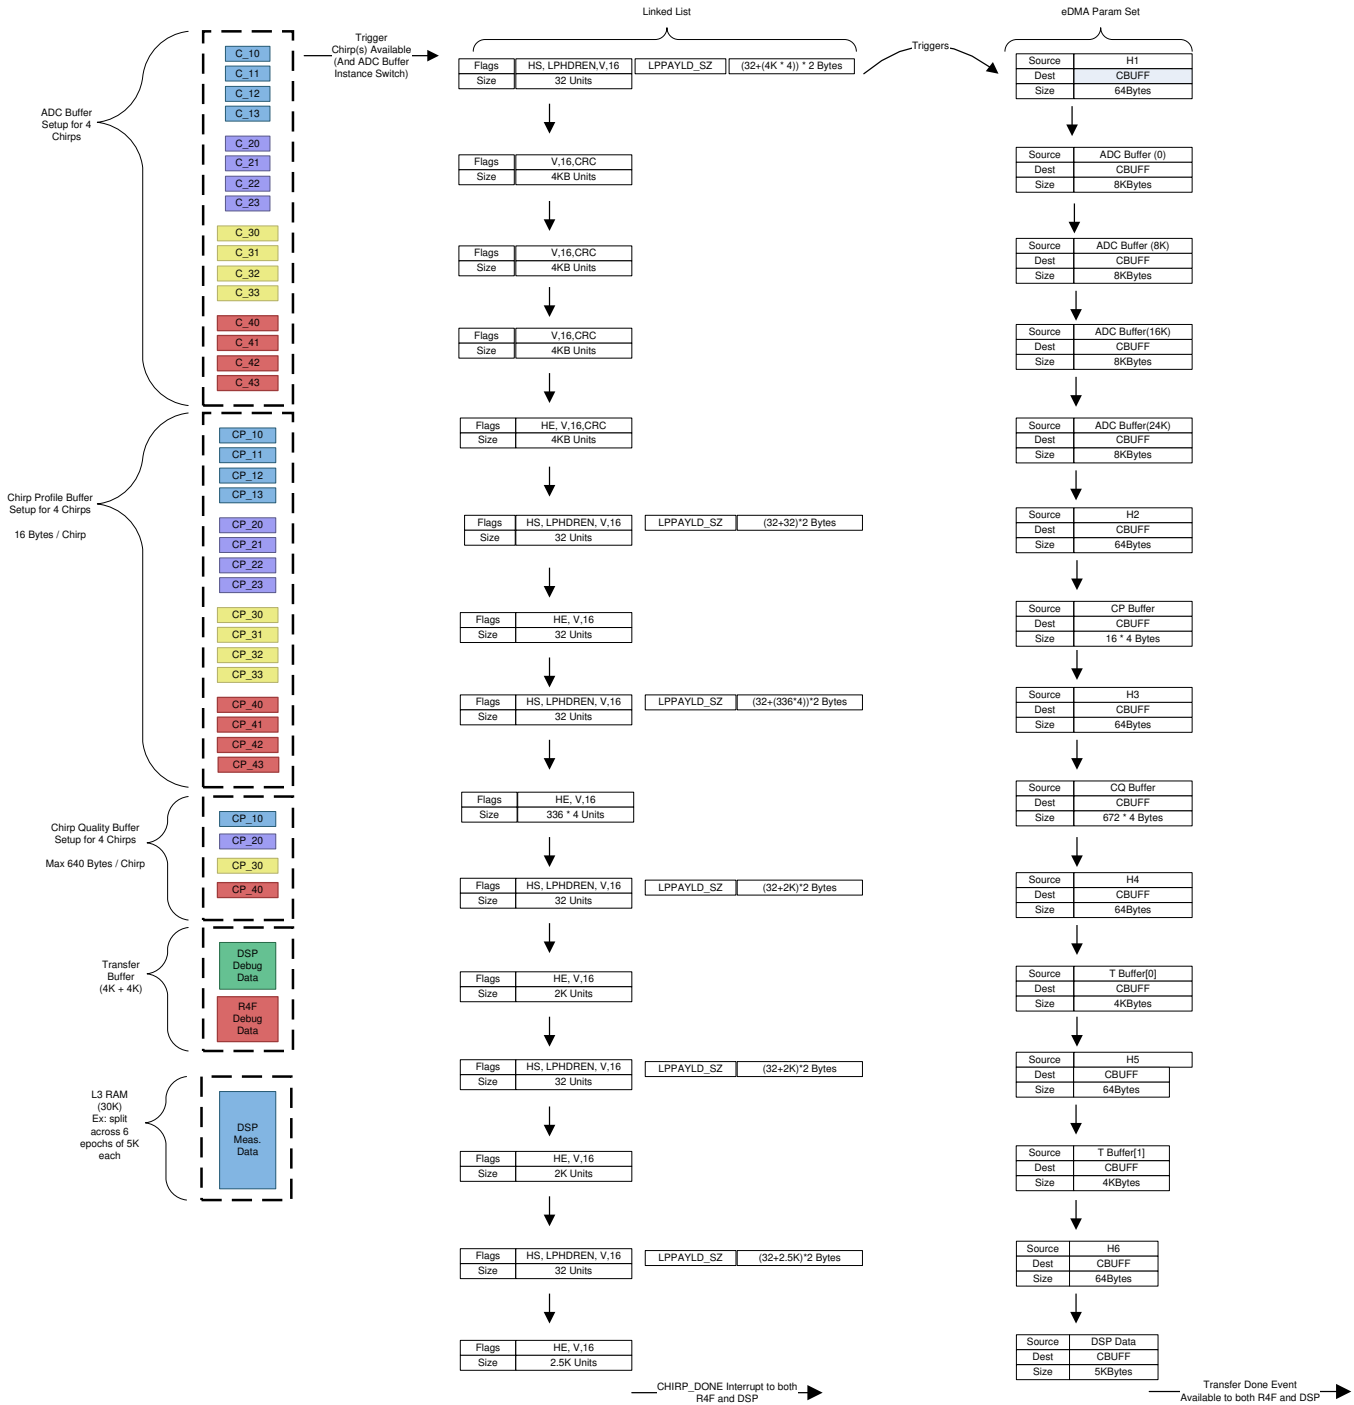 Linked List
eDMA Param Set
ADC Buffer
Setup for 4
Chirps
C_10
C_11
C_12
C_13
C_20
C_21
C_22
C_23
C_30
C_31
C_32
C_33
C_40
C_41
C_42
C_43
Chirp Profile Buffer
Setup for 4 Chirps
16 Bytes / Chirp
CP_10
CP_11
CP_12
CP_13
CP_20
CP_21
CP_22
CP_23
CP_30
CP_31
CP_32
CP_33
CP_40
CP_41
CP_42
CP_43
Chirp Quality Buffer
Setup for 4 Chirps
Max 640 Bytes / Chirp
CP_10
CP_20
CP_30
CP_40
Transfer
Buffer
(4K + 4K)
DSP
Debug
Data
R4F
Debug
Data
L3 RAM
(30K)
Ex: split
across 6
epochs of 5K
each
DSP
Meas.
Data
Trigger
Chirp(s) Available
(And ADC Buffer
Instance Switch)
Flags HS, LPHDREN,V,16 LPPAYLD_SZ (32+(4K * 4)) * 2 Bytes
Size 32 Units
Flags V,16,CRC
Size 4KB Units
Flags V,16,CRC
Size 4KB Units
Flags V,16,CRC
Size 4KB Units
Flags HE, V,16,CRC
Size 4KB Units
Flags HS, LPHDREN, V,16 LPPAYLD_SZ (32+32)*2 Bytes
Size 32 Units
Flags HE, V,16
Size 32 Units
Flags HS, LPHDREN, V,16 LPPAYLD_SZ (32+(336*4))*2 Bytes
Size 32 Units
Flags HE, V,16
Size 336 * 4 Units
Flags HS, LPHDREN, V,16 LPPAYLD_SZ (32+2K)*2 Bytes
Size 32 Units
Flags HE, V,16
Size 2K Units
Flags HS, LPHDREN, V,16 LPPAYLD_SZ (32+2K)*2 Bytes
Size 32 Units
Flags HE, V,16
Size 2K Units
Flags HS, LPHDREN, V,16 LPPAYLD_SZ (32+2.5K)*2 Bytes
Size 32 Units
Flags HE, V,16
Size 2.5K Units
CHIRP_DONE Interrupt to both
R4F and DSP
Triggers
Source H1
Dest CBUFF
Size 64Bytes
Source ADC Buffer (0)
Dest CBUFF
Size 8KBytes
Source ADC Buffer (8K)
Dest CBUFF
Size 8KBytes
Source ADC Buffer(16K)
Dest CBUFF
Size 8KBytes
Source ADC Buffer(24K)
Dest CBUFF
Size 8KBytes
Source H2
Dest CBUFF
Size 64Bytes
Source CP Buffer
Dest CBUFF
Size 16 * 4 Bytes
Source H3
Dest CBUFF
Size 64Bytes
Source CQ Buffer
Dest CBUFF
Size 672 * 4 Bytes
Source H4
Dest CBUFF
Size 64Bytes
Source T Buffer[0]
Dest CBUFF
Size 4KBytes
Source H5
Dest CBUFF
Size 64Bytes
Source T Buffer[1]
Dest CBUFF
Size 4KBytes
Source H6
Dest CBUFF
Size 64Bytes
Source DSP Data
Dest CBUFF
Size 5KBytes
Transfer Done Event
Available to both R4F and DSP